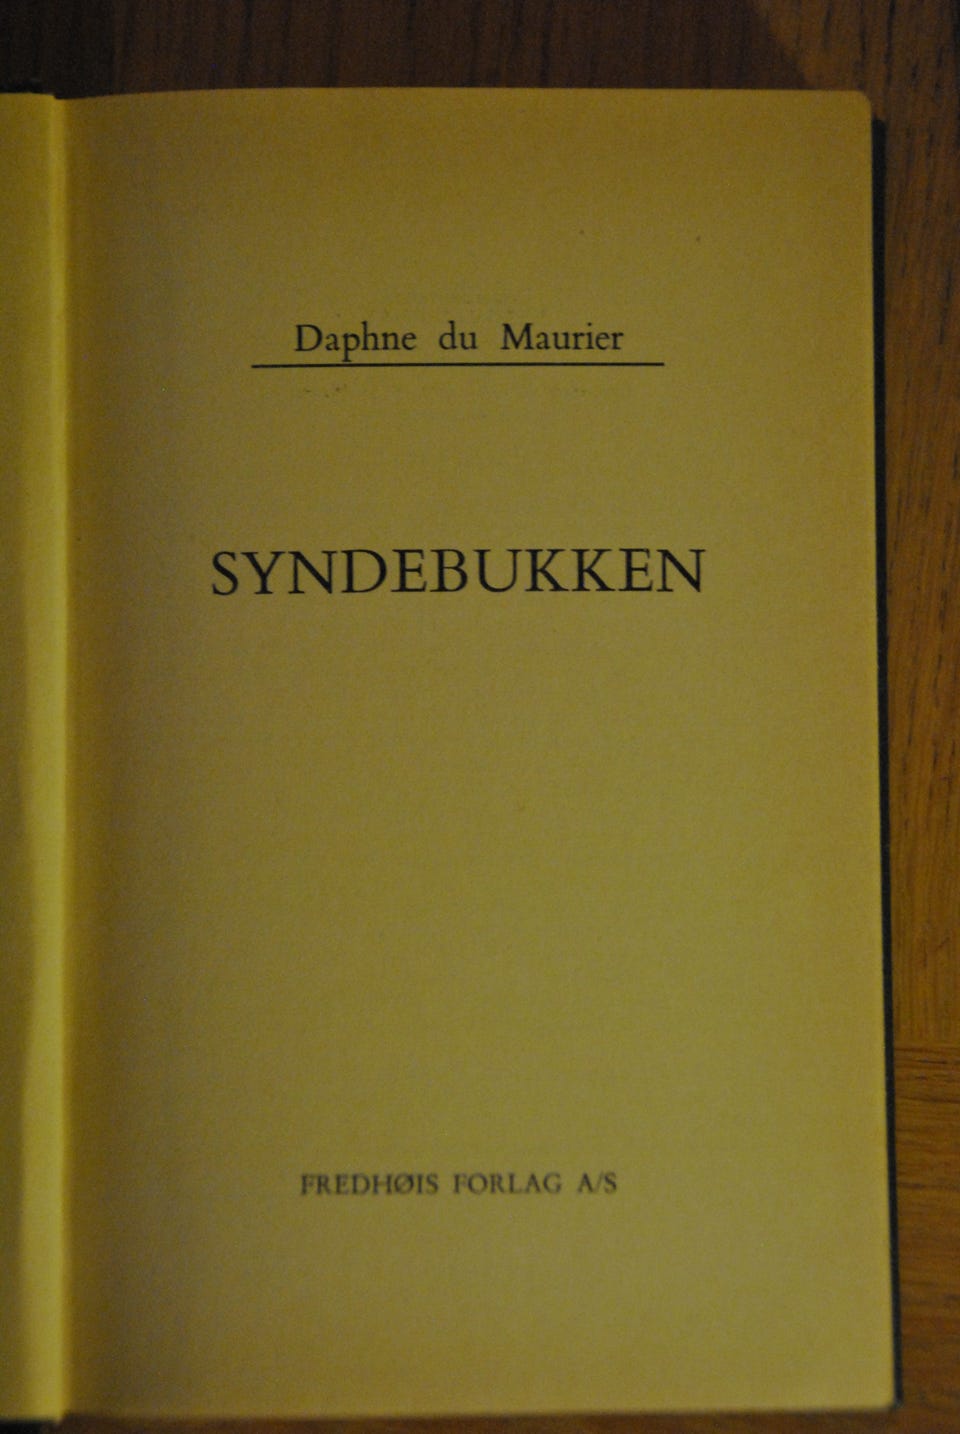 Daphne du Maurier
SYNDEBUKKEN
FREDHØIS FORLAG A/S